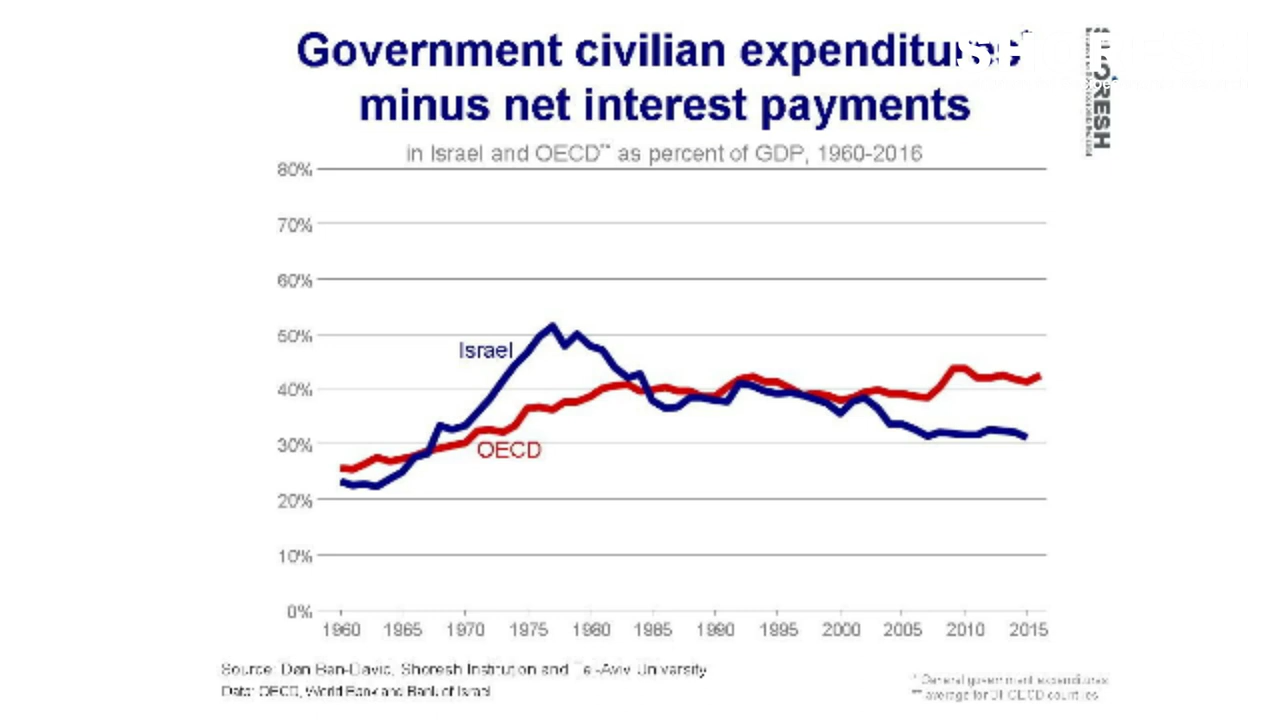 Government civilian
minus net interest payments
in Israel and OECD** as percent of GDP, 1960-2016
SHORESH
80%
70%
60%
50%
Israel
40%
OECD
30%
20%
10%
0%
1960 1965 1970 1975 1980 1985 1990 1995 2000 2005 2010 2015
Source: Dan Ben-David, Shoresh Institution and Tel-Aviv University
Data: OECD, World Bank and Bank of Israel
* General government expenditures
** average for OECD countries